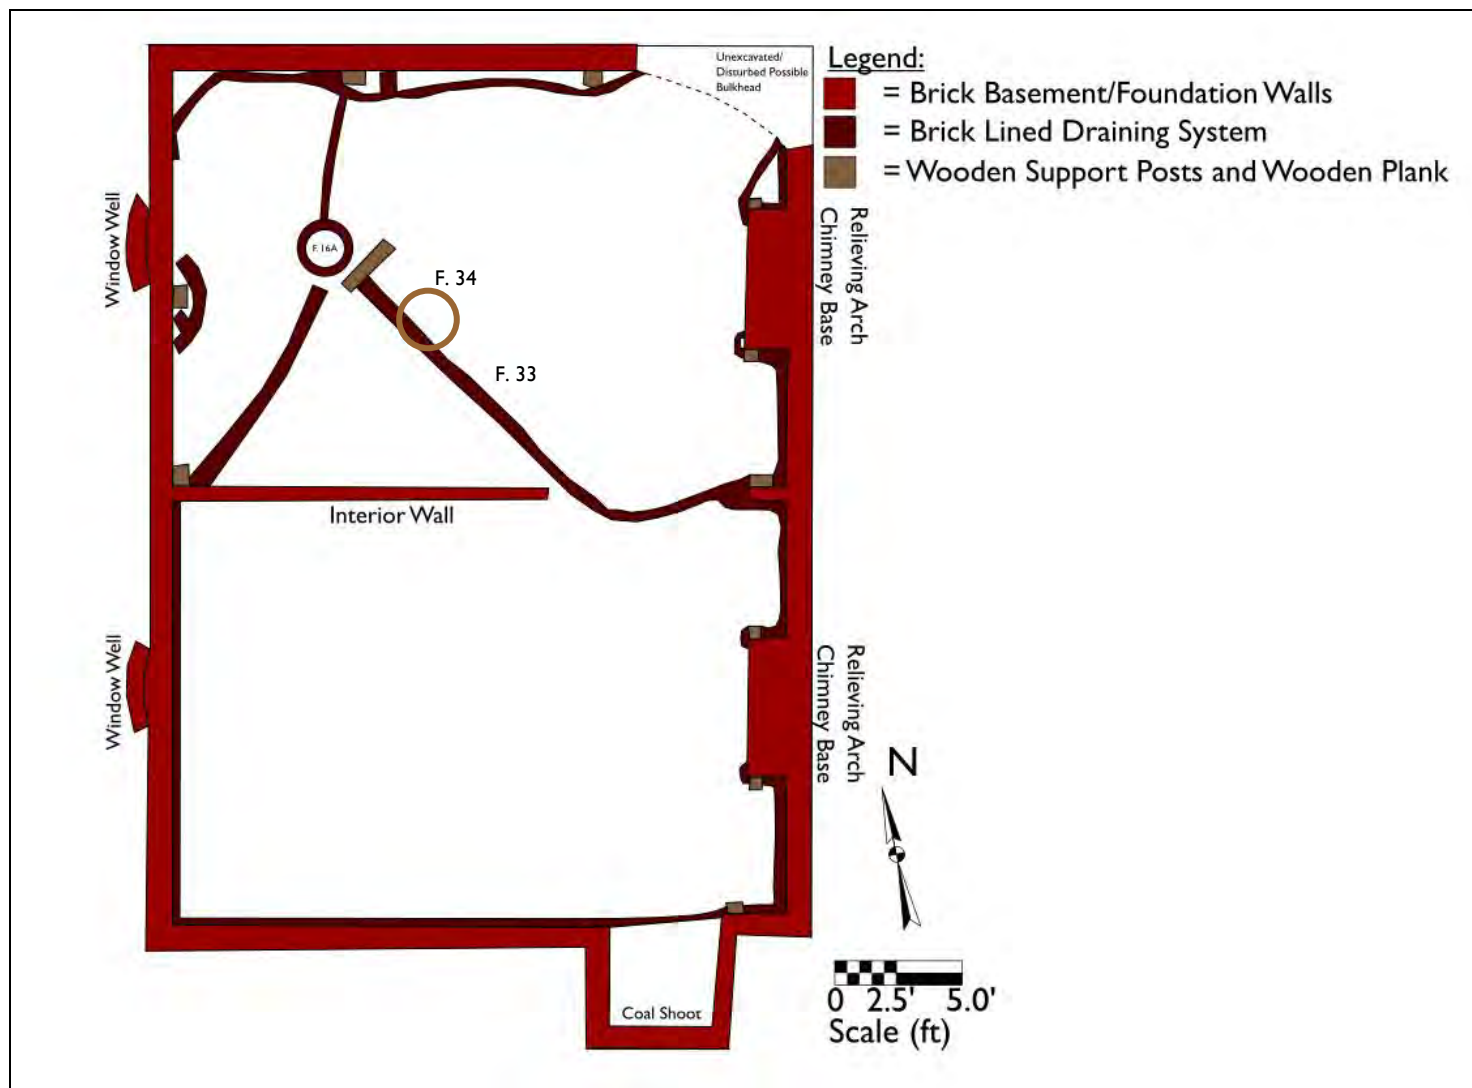 Unexcavated/
Disturbed Possible
Bulkhead
Legend:
= Brick Basement/Foundation Walls
= Brick Lined Draining System
= Wooden Support Posts and Wooden Plank
Window Well
Relieving Arch
Chimney Base
F. 16A
F. 34
F. 33
Interior Wall
Window Well
Relieving Arch
Chimney Base
N
0 2.5' 5.0'
Scale (ft)
Coal Shoot